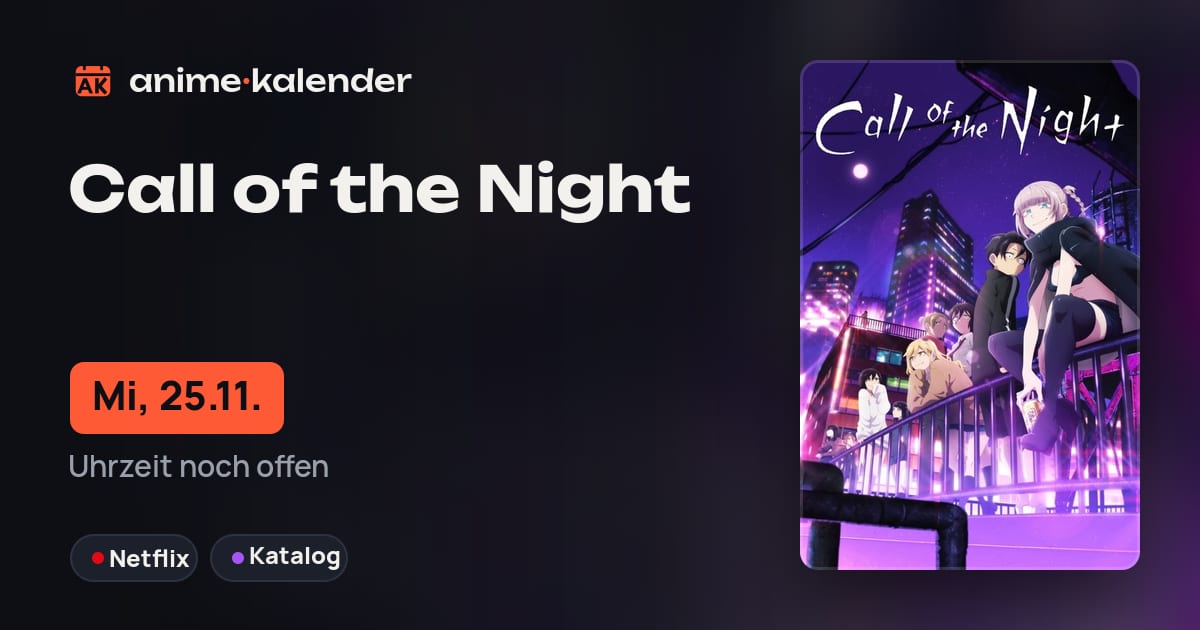 AK
anime·kalender
Call of the Night
Mi, 25.11.
Uhrzeit noch offen
Netflix
Katalog
Call of the Night